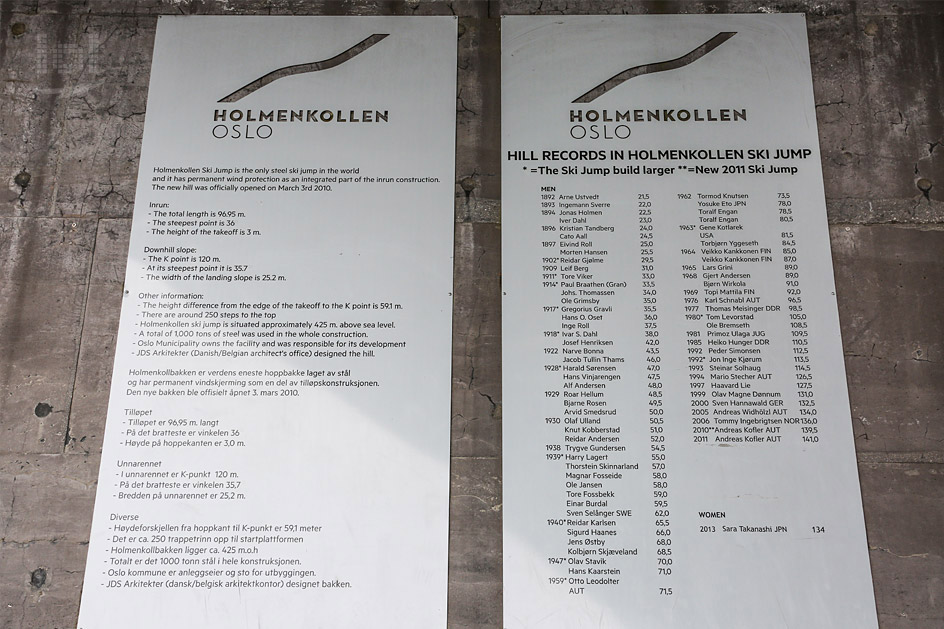 HOLMENKOLLEN
OSLO
Holmenkollen Ski Jump is the only steel ski jump in the world
and it has permanent wind protection as an integrated part of the inrun construction.
The new hill was officially opened on March 3rd 2010.
Inrun:
- The total length is 96.95 m.
- The steepest point is 36
- The height of the takeoff is 3 m.
Downhill slope:
- The K point is 120 m.
- At its steepest point it is 35.7
- The width of the landing slope is 25.2 m.
Other information:
- The height difference from the edge of the takeoff to the K point is 59.1 m.
- There are around 250 steps to the top
- Holmenkollen ski jump is situated approximately 425 m. above sea level.
- A total of 1,000 tons of steel was used in the whole construction.
- Oslo Municipality owns the facility and was responsible for its development
- JDS Arkitekter (Danish/Belgian architect's office) designed the hill.
Holmenkollbakken er verdens eneste hoppbakke laget av stål
og har permanent vindskjerming som en del av tilløpskonstruksjonen.
Den nye bakken ble offisielt åpnet 3. mars 2010.
Tilløpet
- Tilløpet er 96,95 m. langt
- På det bratteste er vinkelen 36
- Høyde på hoppekanten er 3,0 m.
Unnarennet
- I unnarennet er K-punkt 120 m.
- På det bratteste er vinkelen 35,7
- Bredden på unnarennet er 25,2 m.
Diverse
- Høydeforskjellen fra hoppkant til K-punkt er 59,1 meter
- Det er ca. 250 trappetrinn opp til startplattformen
- Holmenkollbakken ligger ca. 425 m.o.h
- Totalt er det 1000 tonn stål i hele konstruksjonen.
- Oslo kommune er anleggseier og sto for utbyggingen.
- JDS Arkitekter (dansk/belgisk arkitektkontor) designet bakken.
HOLMENKOLLEN
OSLO
HILL RECORDS IN HOLMENKOLLEN SKI JUMP
* =The Ski Jump build larger **=New 2011 Ski Jump
MEN
1892 Arne Ustvedt 21,5
1893 Ingemann Sverre 22,0
1894 Jonas Holmen 22,5
Iver Dahl 23,0
1896 Kristian Tandberg 24,0
Cato Aall 24,5
1897 Eivind Roll 25,0
Morten Hansen 25,5
1902* Reidar Gjølme 29,5
1909 Leif Berg 31,0
1911* Tore Viker 33,0
1914* Paul Braathen (Gran) 33,5
Johs. Thomassen 34,0
Ole Grimsby 35,0
1917* Gregorius Gravli 35,5
Hans O. Oset 36,0
Inge Roll 37,5
1918* Ivar S. Dahl 38,0
Josef Henriksen 42,0
1922 Narve Bonna 43,5
Jacob Tullin Thams 46,0
1928* Harald Sørensen 47,0
Hans Vinjarengen 47,5
Alf Andersen 48,0
1929 Roar Hellum 48,5
Bjarne Rosen 49,5
Arvid Smedsrud 50,0
1930 Olaf Ulland 50,5
Knut Kobberstad 51,0
Reidar Andersen 52,0
1938 Trygve Gundersen 54,5
1939* Harry Lagert 55,0
Thorstein Skinnarland 57,0
Magnar Fosseide 58,0
Ole Jansen 58,0
Tore Fossbekk 59,0
Einar Burdal 59,5
Sven Selånger SWE 62,0
1940* Reidar Karlsen 65,5
Sigurd Haanes 66,0
Jens Østby 68,0
Kolbjørn Skjæveland 68,5
1947* Olav Stavik 70,0
Hans Kaarstein 71,0
1959* Otto Leodolter
AUT 71,5
1962 Tormod Knutsen 73,5
Yosuke Eto JPN 78,0
Toralf Engan 78,5
Toralf Engan 80,5
1963* Gene Kotlarek
USA 81,5
Torbjørn Yggeseth 84,5
1964 Veikko Kankkonen FIN 85,0
Veikko Kankkonen FIN 87,0
1965 Lars Grini 89,0
1968 Gjert Andersen 89,0
Bjørn Wirkola 91,0
1969 Topi Mattila FIN 92,0
1976 Karl Schnabl AUT 96,5
1977 Thomas Meisinger DDR 98,5
1980* Tom Levorstad 105,0
Ole Bremseth 108,5
1981 Primoz Ulaga JUG 109,5
1985 Heiko Hunger DDR 110,5
1992 Peder Simonsen 112,5
1992* Jon Inge Kjørum 113,5
1993 Steinar Solhaug 114,5
1994 Mario Stecher AUT 126,5
1997 Haavard Lie 127,5
1999 Olav Magne Dønnum 131,0
2000 Sven Hannawald GER 132,5
2005 Andreas Widhölzl AUT 134,0
2006 Tommy Ingebrigtsen NOR 136,0
2010**Andreas Kofler AUT 139,5
2011 Andreas Kofler AUT 141,0
WOMEN
2013 Sara Takanashi JPN 134